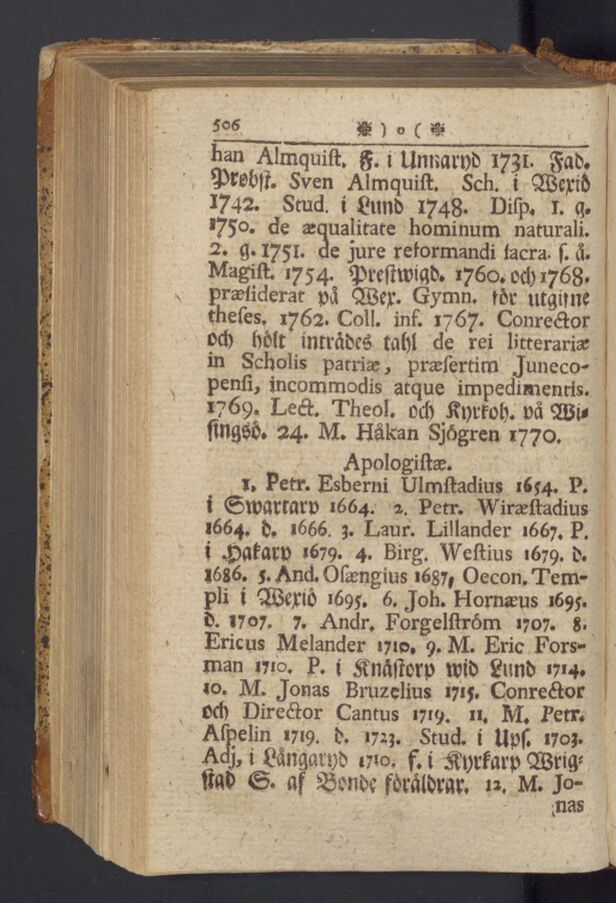 506 ❉ ) o ( ❉
han Almquiſt. F. i Unnaryd 1731. Fad.
Probſt. Sven Almquiſt. Sch. i Wexiö
1742. Stud. i Lund 1748. Diſp. 1. g.
1750. de æqualitate hominum naturali.
2. g. 1751. de jure reformandi ſacra. ſ. å.
Magiſt. 1754. Preſtwigd. 1760. och 1768.
præſiderat på Wex. Gymn. för utgifne
theſes. 1762. Coll. inf. 1767. Conrector
och hölt inträdes tahl de rei litterariæ
in Scholis patriæ, præſertim Juneco-
penſi, incommodis atque impedimentis.
1769. Lect. Theol. och Kyrkoh. på Wi-
ſingsö. 24. M. Håkan Sjögren 1770.
Apologiſtæ.
1. Petr. Esberni Ulmſtadius 1654. P.
i Swartarp 1664. 2. Petr. Wiræſtadius
1664. d. 1666. 3. Laur. Lillander 1667. P.
i Hakarp 1679. 4. Birg. Weſtius 1679. d.
1686. 5. And. Oſængius 1687, Oecon. Tem-
pli i Wexiö 1695. 6. Joh. Hornæus 1695.
d. 1707. 7. Andr. Forgelſtröm 1707. 8.
Ericus Melander 1710. 9. M. Eric Fors-
man 1710. P. i Knäſtorp wid Lund 1714.
10. M. Jonas Bruzelius 1715. Conrector
och Director Cantus 1719. 11. M. Petr.
Aſpelin 1719. d. 1723. Stud. i Upſ. 1703.
Adj. i Långaryd 1710. f. i Kyrkarp Wrig-
ſtad S. af Bonde föräldrar. 12. M. Jo-
nas